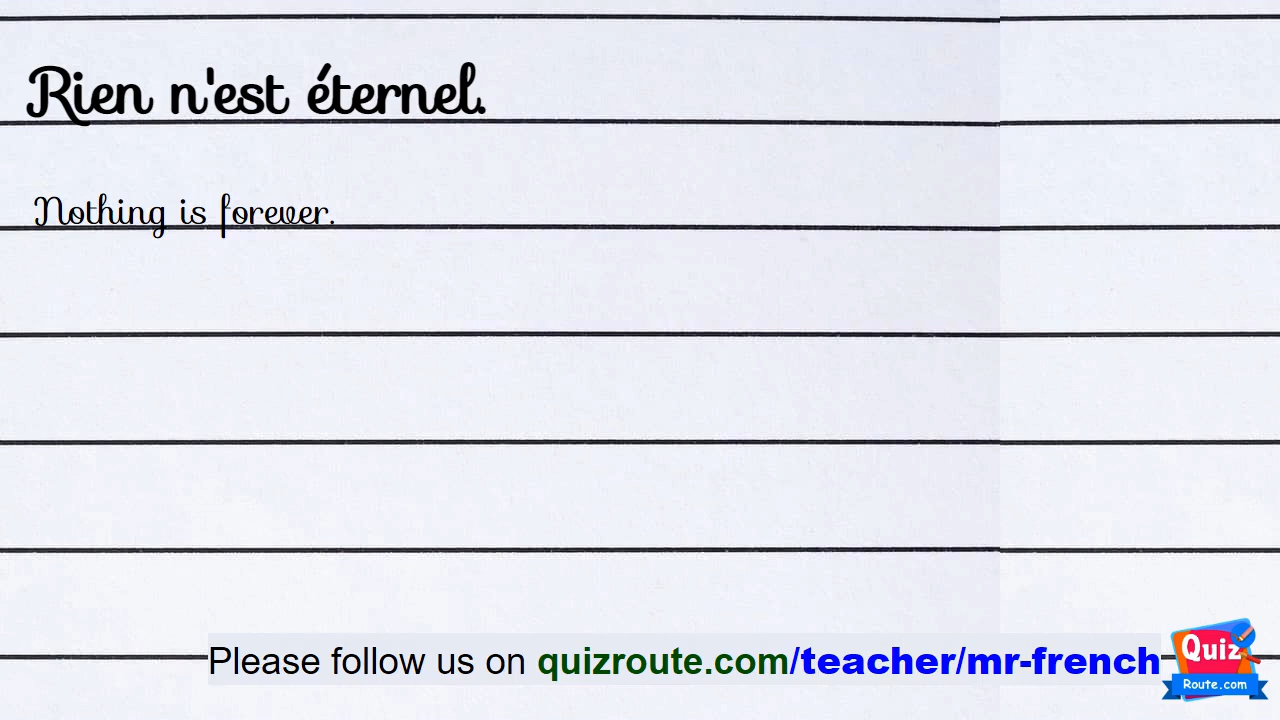 Rien n'est éternel.
Nothing is forever.
Please follow us on quizroute.com/teacher/mr-french
Quiz
Route.com